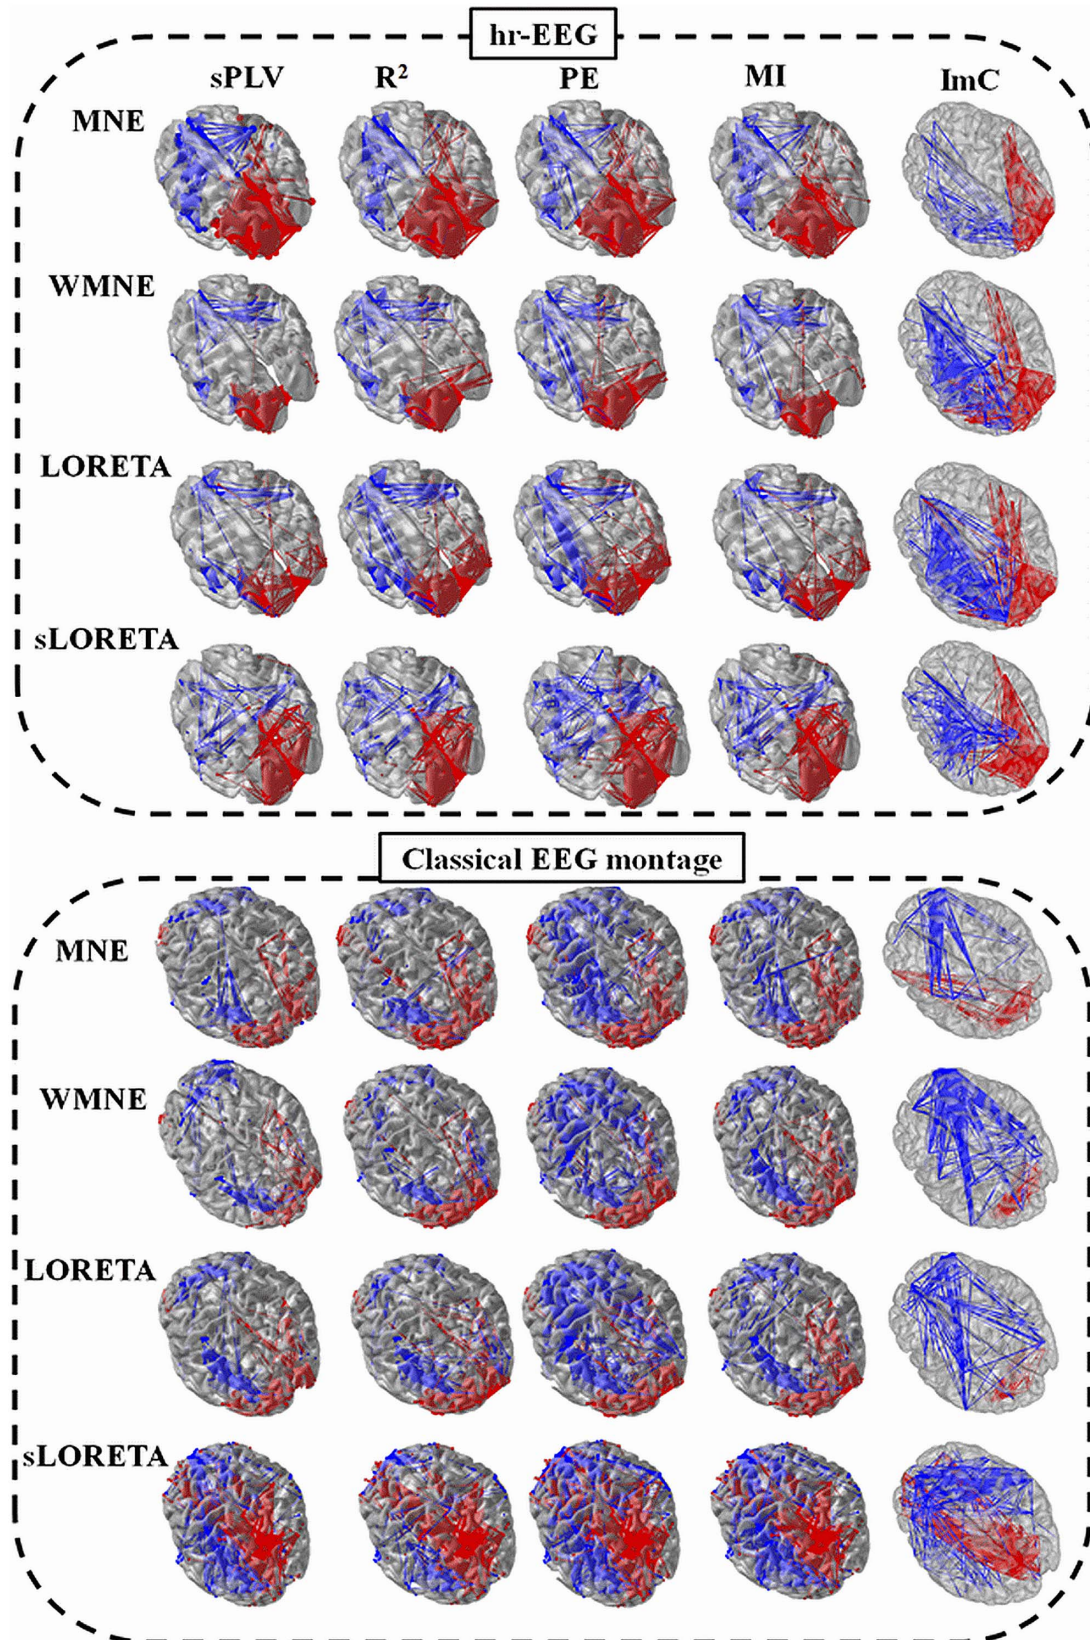 hr-EEG
sPLV R² PE MI ImC
MNE
WMNE
LORETA
sLORETA
Classical EEG montage
MNE
WMNE
LORETA
sLORETA